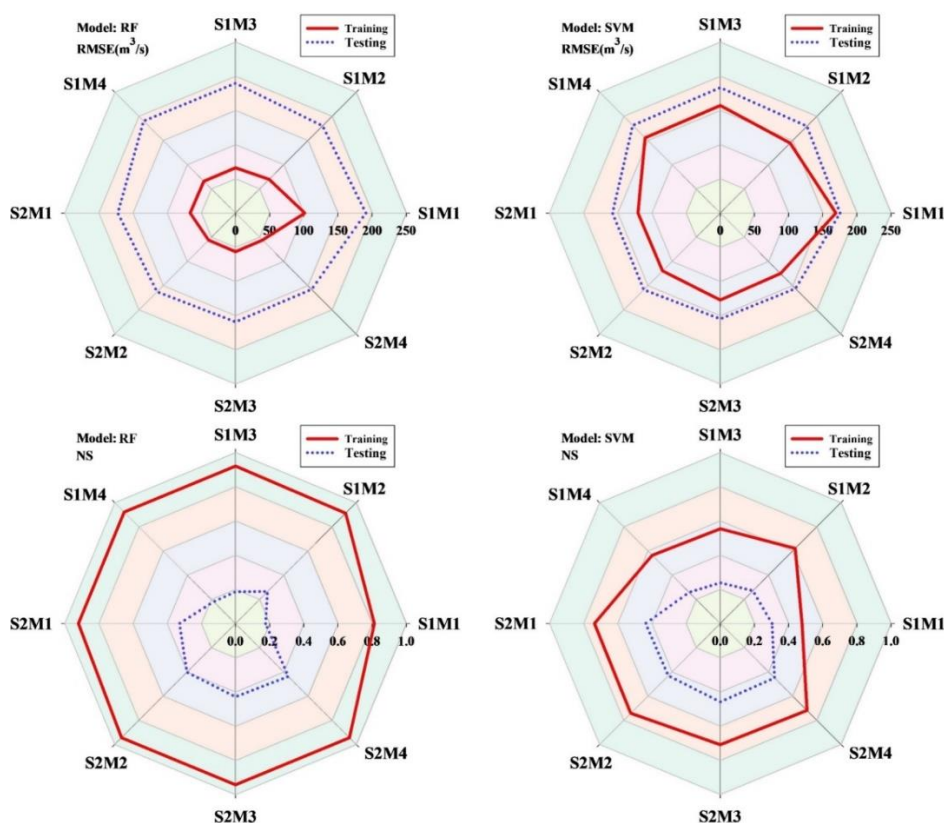 Model: RF
RMSE(m³/s)
S1M3
Training
Testing
S1M4
S1M2
S2M1
0 50 100 150 200 250
S1M1
S2M2
S2M4
S2M3
Model: SVM
RMSE(m³/s)
S1M3
Training
Testing
S1M4
S1M2
S2M1
0 50 100 150 200 250
S1M1
S2M2
S2M4
S2M3
Model: RF
NS
S1M3
Training
Testing
S1M4
S1M2
S2M1
0.0 0.2 0.4 0.6 0.8 1.0
S1M1
S2M2
S2M4
S2M3
Model: SVM
NS
S1M3
Training
Testing
S1M4
S1M2
S2M1
0.0 0.2 0.4 0.6 0.8 1.0
S1M1
S2M2
S2M4
S2M3